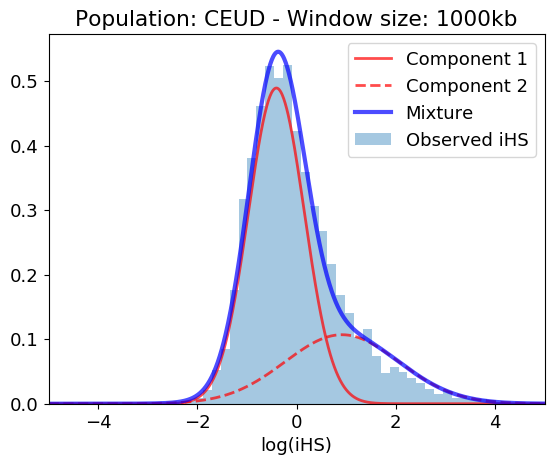 Population: CEUD - Window size: 1000kb
Component 1
Component 2
Mixture
Observed iHS
0.5
0.4
0.3
0.2
0.1
0.0
−4
−2
0
2
4
log(iHS)